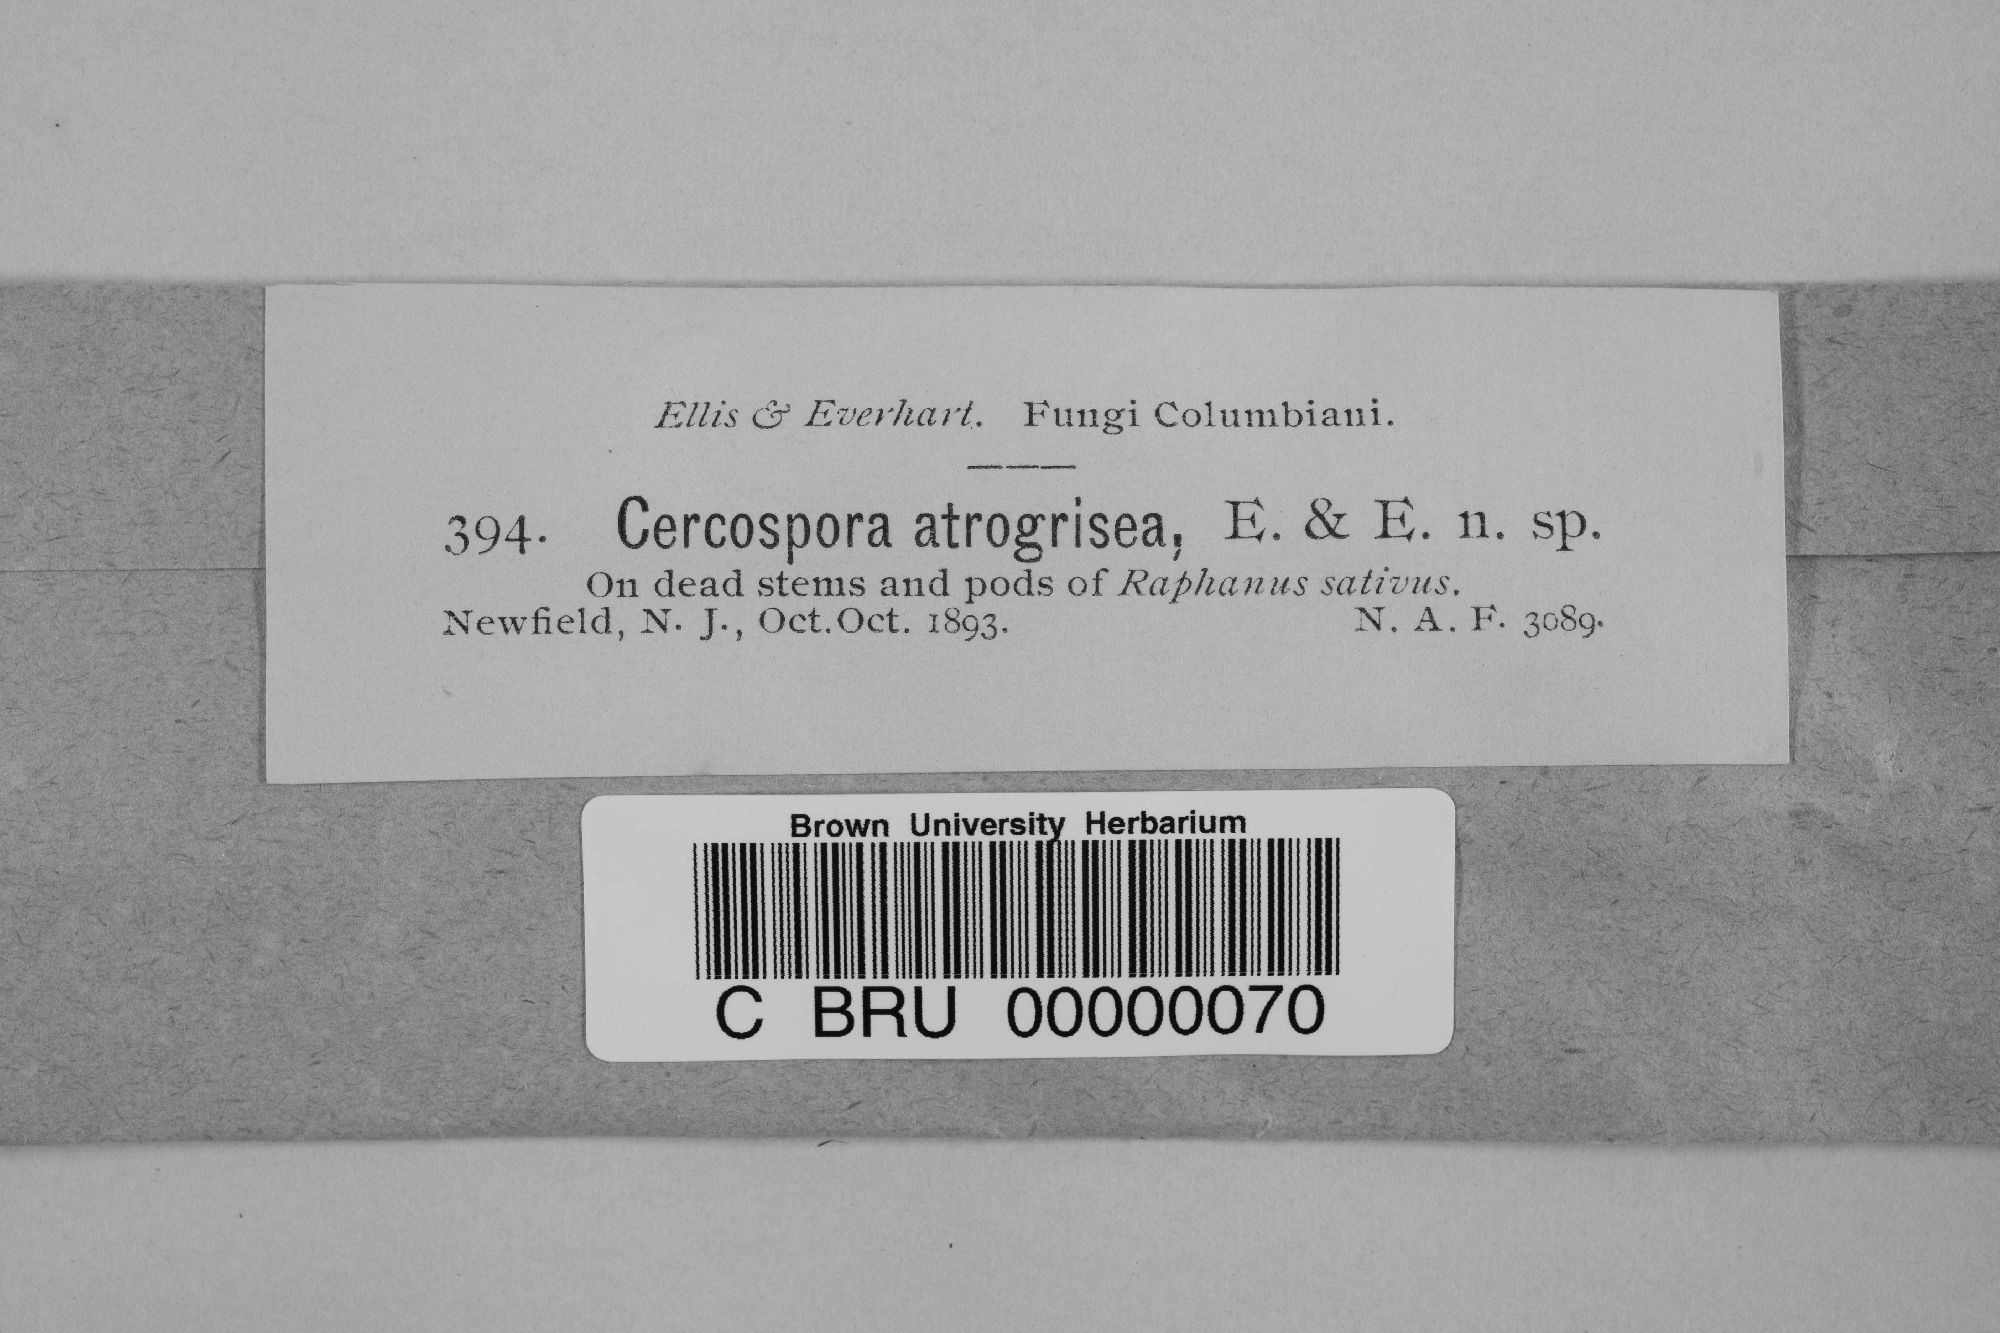 Ellis & Everhart. Fungi Columbiani.
394. Cercospora atrogrisea, E. & E. n. sp.
On dead stems and pods of Raphanus sativus.
Newfield, N. J., Oct.Oct. 1893. N. A. F. 3089.
Brown University Herbarium
C BRU 00000070